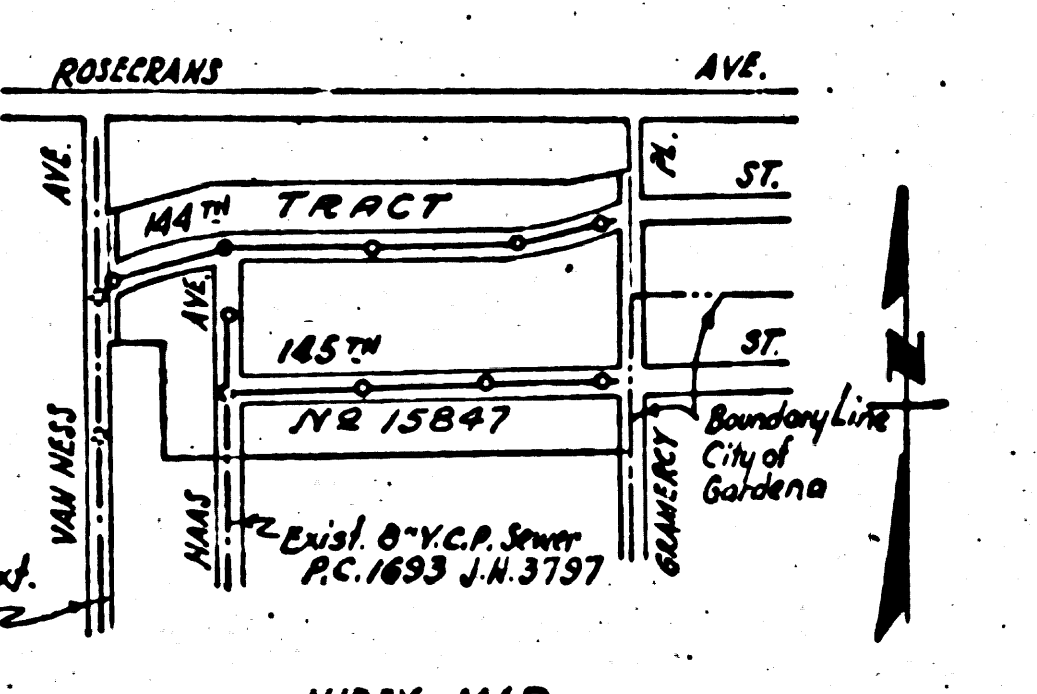 ROSECRANS AVE.
AVE.
PL.
ST.
144TH TRACT
AVE.
145TH ST.
NO 15847
Boundary Line
City of
Gardena
VAN NESS
HAAS
GRAMERCY
N
Exist. 8" V.C.P. Sewer
P.C. 1693 J.N. 3797